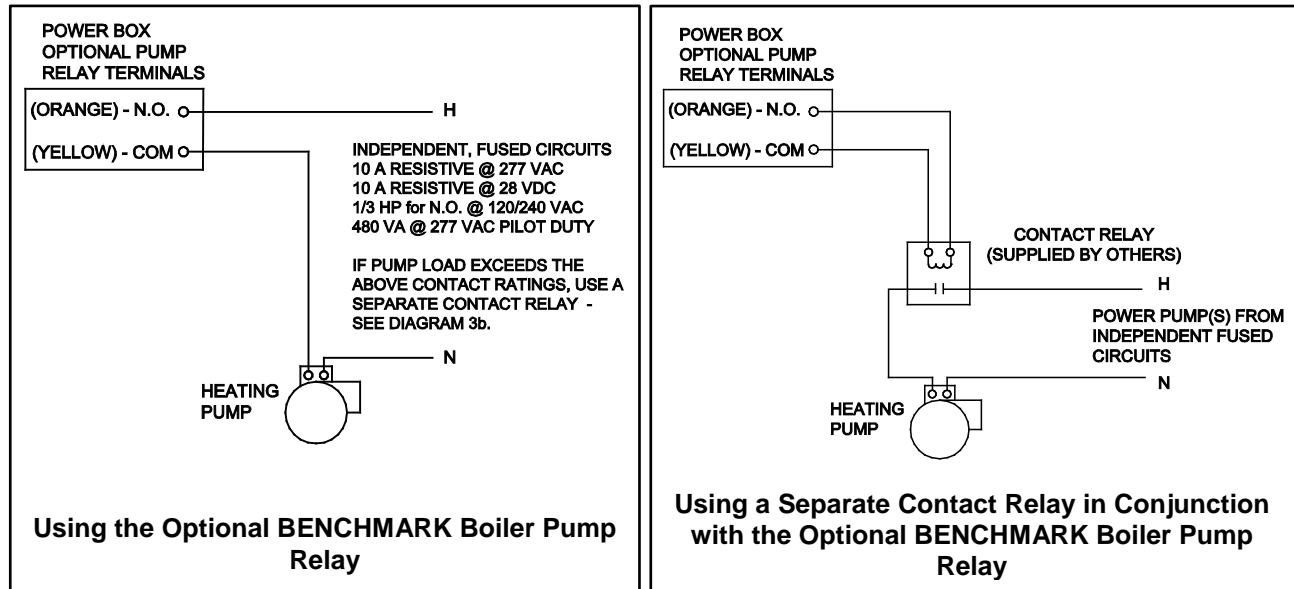 POWER BOX
OPTIONAL PUMP
RELAY TERMINALS
(ORANGE) - N.O.
H
(YELLOW) - COM
INDEPENDENT, FUSED CIRCUITS
10 A RESISTIVE @ 277 VAC
10 A RESISTIVE @ 28 VDC
1/3 HP for N.O. @ 120/240 VAC
480 VA @ 277 VAC PILOT DUTY
IF PUMP LOAD EXCEEDS THE
ABOVE CONTACT RATINGS, USE A
SEPARATE CONTACT RELAY -
SEE DIAGRAM 3b.
N
HEATING
PUMP
Using the Optional BENCHMARK Boiler Pump
Relay
POWER BOX
OPTIONAL PUMP
RELAY TERMINALS
(ORANGE) - N.O.
(YELLOW) - COM
CONTACT RELAY
(SUPPLIED BY OTHERS)
H
POWER PUMP(S) FROM
INDEPENDENT FUSED
CIRCUITS
N
HEATING
PUMP
Using a Separate Contact Relay in Conjunction
with the Optional BENCHMARK Boiler Pump
Relay